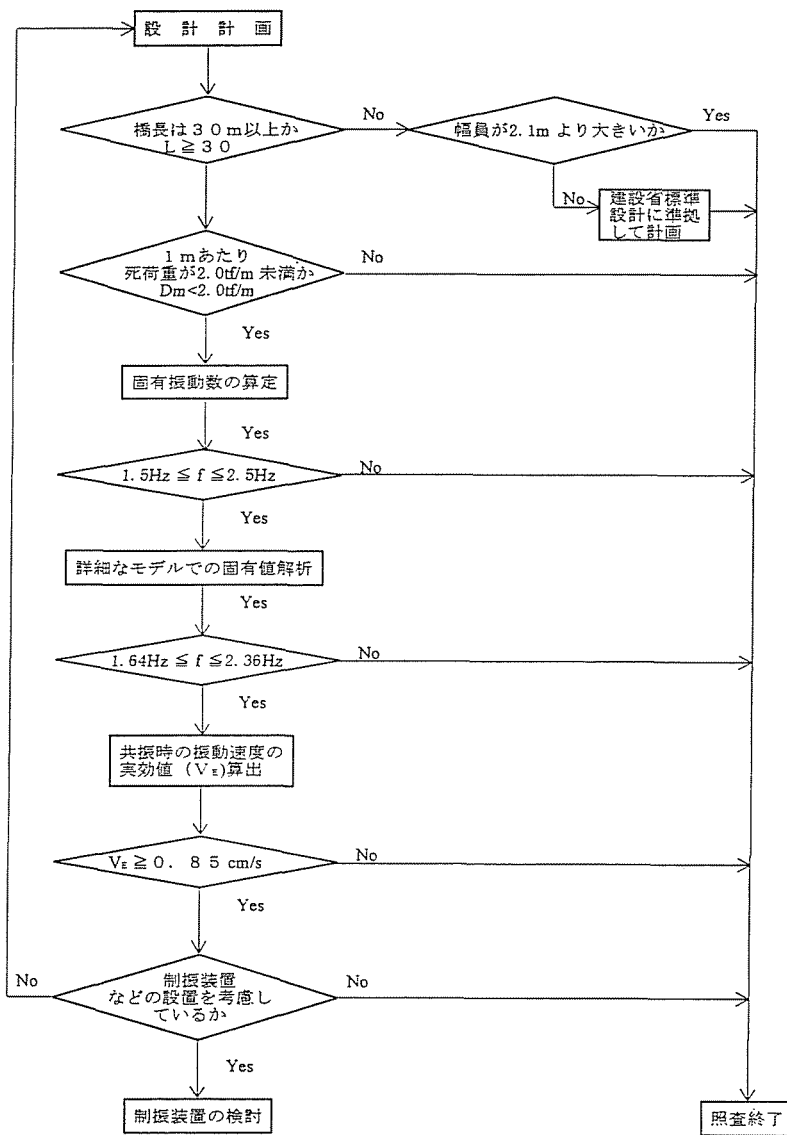 設 計 計 画
橋長は３０ｍ以上か
Ｌ≧３０
No
幅員が2.1m より大きいか
Yes
No
建設省標準
設計に準拠
して計画
１ｍあたり
死荷重が2.0tf/m 未満か
Dm<2.0tf/m
No
Yes
固有振動数の算定
Yes
1.5Hz ≦ f ≦2.5Hz
No
Yes
詳細なモデルでの固有値解析
Yes
1.64Hz ≦ f ≦2.36Hz
No
Yes
共振時の振動速度の
実効値（VE)算出
VE ≧０．８５ cm/s
No
Yes
No
制振装置
などの設置を考慮し
ているか
No
Yes
制振装置の検討
照査終了